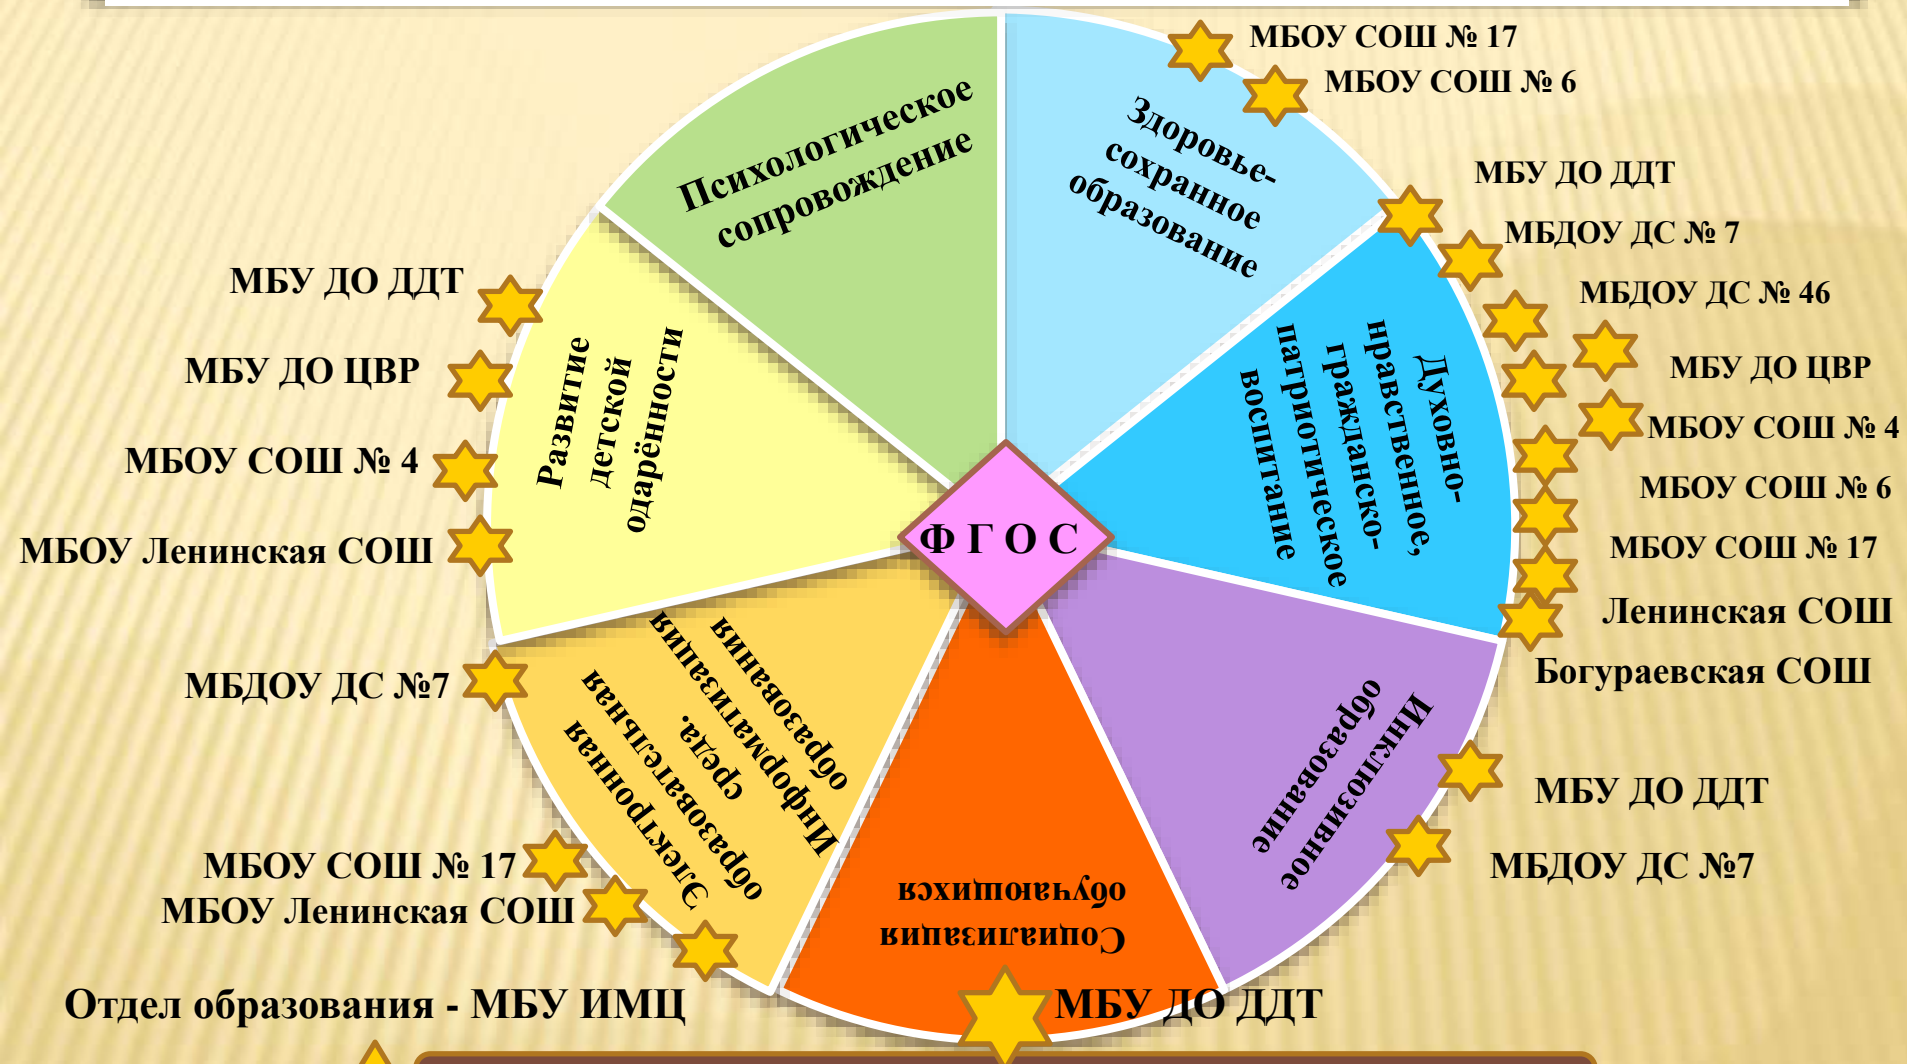 МБОУ СОШ № 17
МБОУ СОШ № 6
Психологическое
сопровождение
Здоровье-
сохранное
образование
МБУ ДО ДДТ
МБДОУ ДС № 7
МБДОУ ДС № 46
МБУ ДО ЦВР
МБОУ СОШ № 4
МБОУ СОШ № 6
МБОУ СОШ № 17
Ленинская СОШ
Богураевская СОШ
Духовно-
нравственное,
гражданско-
патриотическое
воспитание
МБУ ДО ДДТ
МБУ ДО ЦВР
МБОУ СОШ № 4
МБОУ Ленинская СОШ
Развитие
детской
одарённости
Ф Г О С
МБДОУ ДС №7
Электронная
образовательная
среда.
Информатизация
образования
МБОУ СОШ № 17
МБОУ Ленинская СОШ
Отдел образования - МБУ ИМЦ
Социализация
обучающихся
МБУ ДО ДДТ
Инклюзивное
образование
МБУ ДО ДДТ
МБДОУ ДС №7